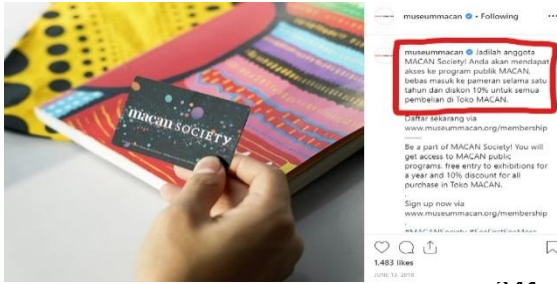 macan SOCIETY
museummacan • Following
museummacan Jadilah anggota
MACAN Society! Anda akan mendapat
akses ke program publik MACAN,
bebas masuk ke pameran selama satu
tahun dan diskon 10% untuk semua
pembelian di Toko MACAN.
Daftar sekarang via
www.museummacan.org/membership
Be a part of MACAN Society! You will
get access to MACAN public
programs, free entry to exhibitions for
a year and 10% discount for all
purchase in Toko MACAN.
Sign up now via
www.museummacan.org/membership
1,483 likes